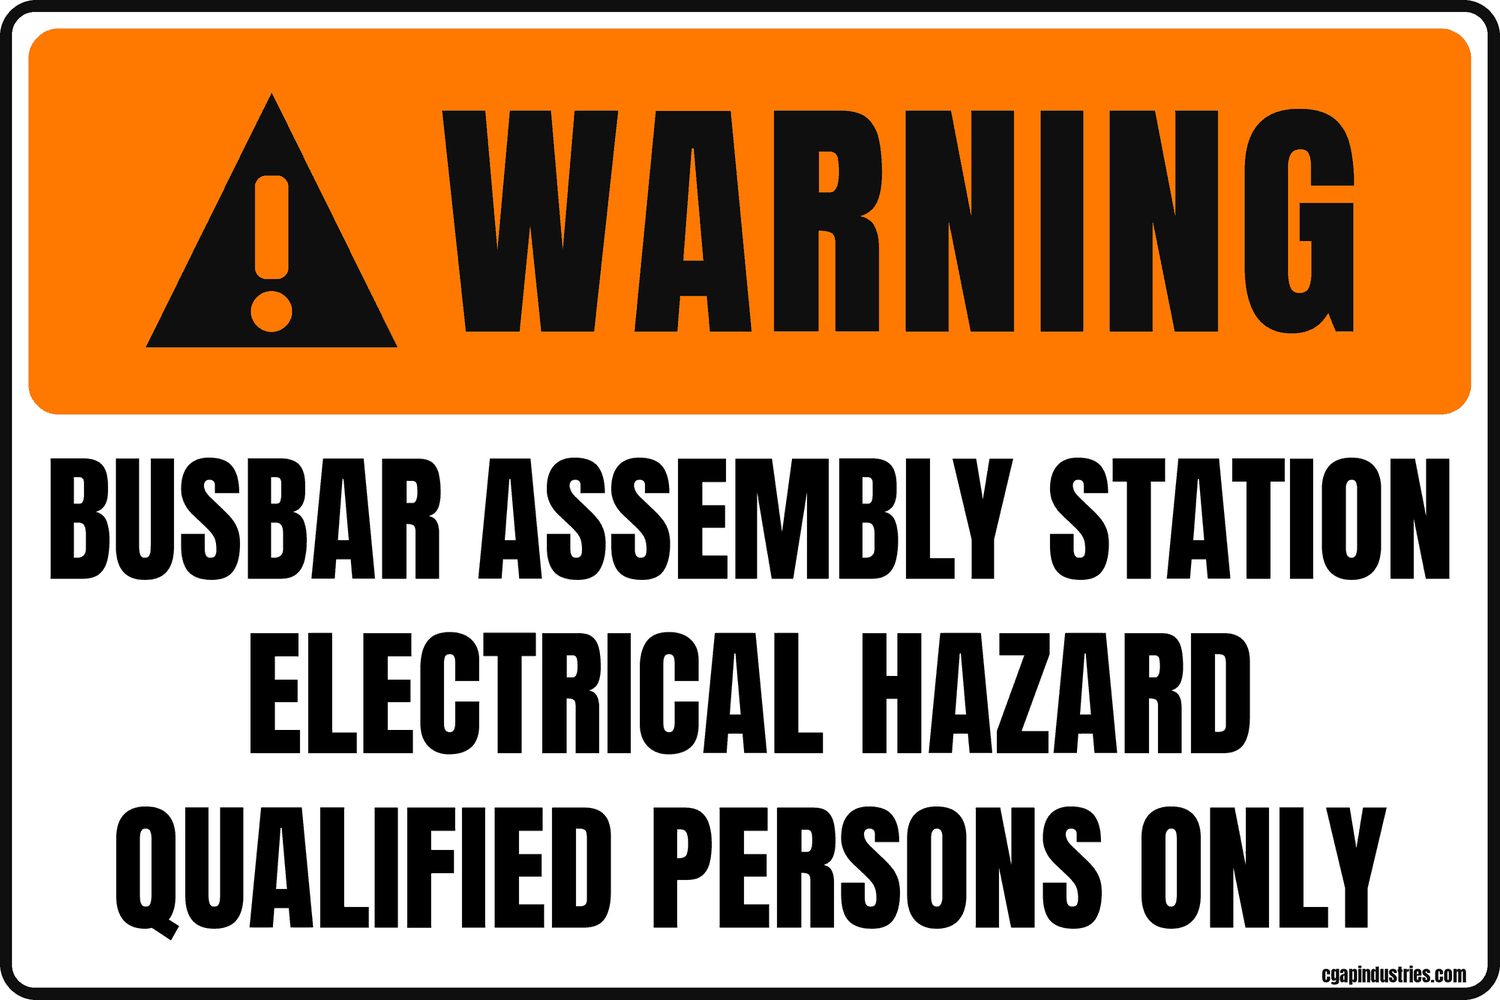 WARNING
BUSBAR ASSEMBLY STATION
ELECTRICAL HAZARD
QUALIFIED PERSONS ONLY
cgapindustries.com